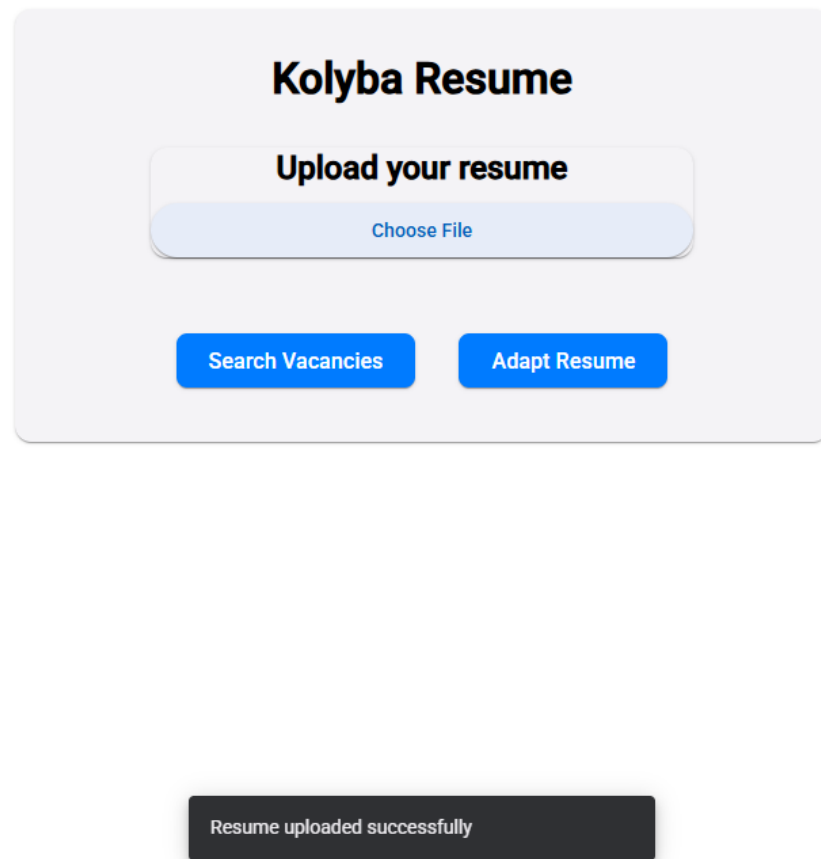 Kolyba Resume
Upload your resume
Choose File
Search Vacancies
Adapt Resume
Resume uploaded successfully